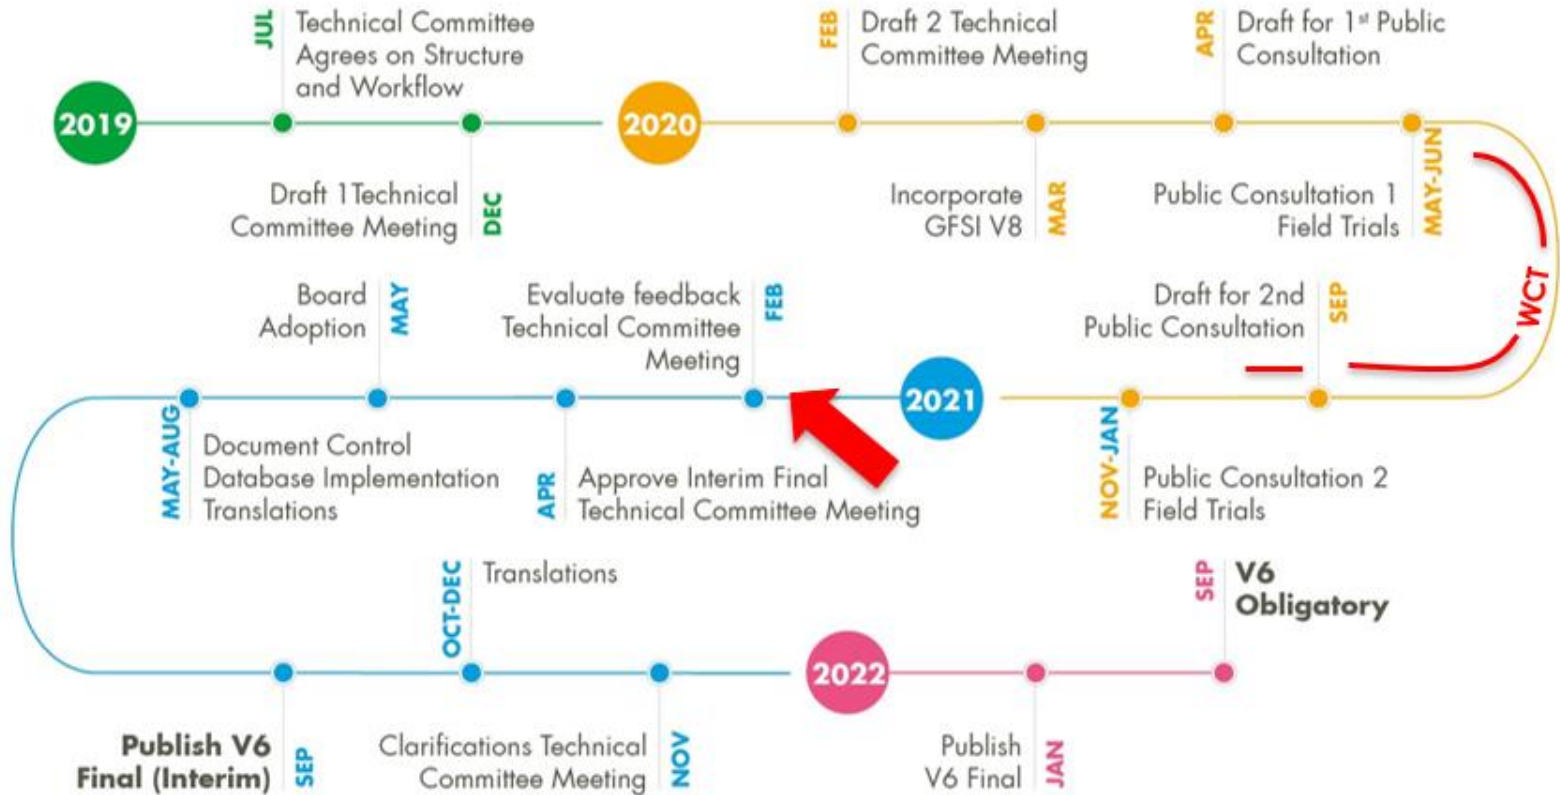 2019
JUL
Technical Committee
Agrees on Structure
and Workflow
Draft 1Technical
Committee Meeting
DEC
2020
FEB
Draft 2 Technical
Committee Meeting
Incorporate
GFSI V8
MAR
APR
Draft for 1st Public
Consultation
Public Consultation 1
Field Trials
MAY-JUN
WCT
Draft for 2nd
Public Consultation
SEP
NOV-JAN
Public Consultation 2
Field Trials
2021
Evaluate feedback
Technical Committee
Meeting
FEB
APR
Approve Interim Final
Technical Committee Meeting
Board
Adoption
MAY
MAY-AUG
Document Control
Database Implementation
Translations
Publish V6
Final (Interim)
SEP
OCT-DEC
Translations
Clarifications Technical
Committee Meeting
NOV
2022
Publish
V6 Final
JAN
SEP
V6
Obligatory